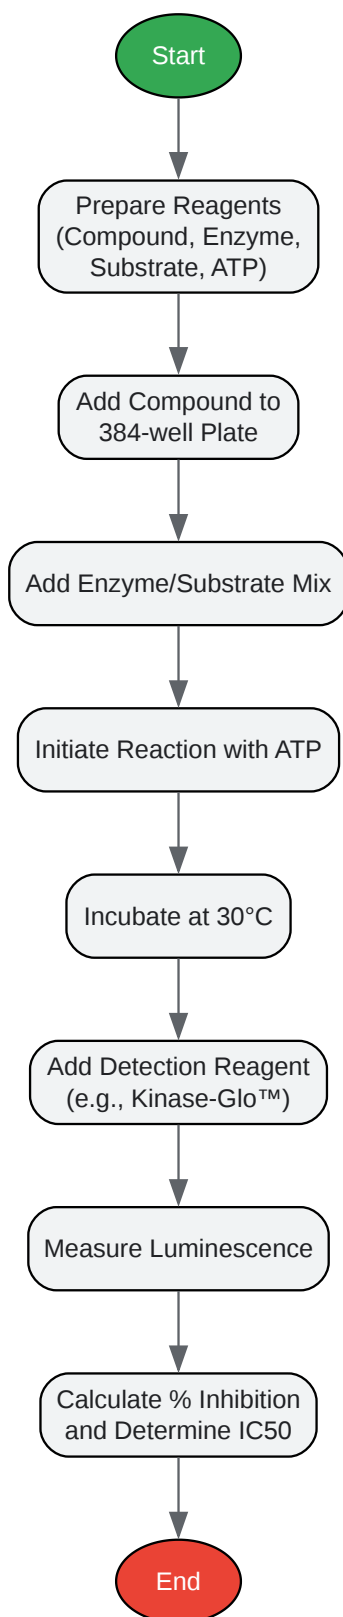 Start
Prepare Reagents
(Compound, Enzyme,
Substrate, ATP)
Add Compound to
384-well Plate
Add Enzyme/Substrate Mix
Initiate Reaction with ATP
Incubate at 30°C
Add Detection Reagent
(e.g., Kinase-Glo™)
Measure Luminescence
Calculate % Inhibition
and Determine IC50
End